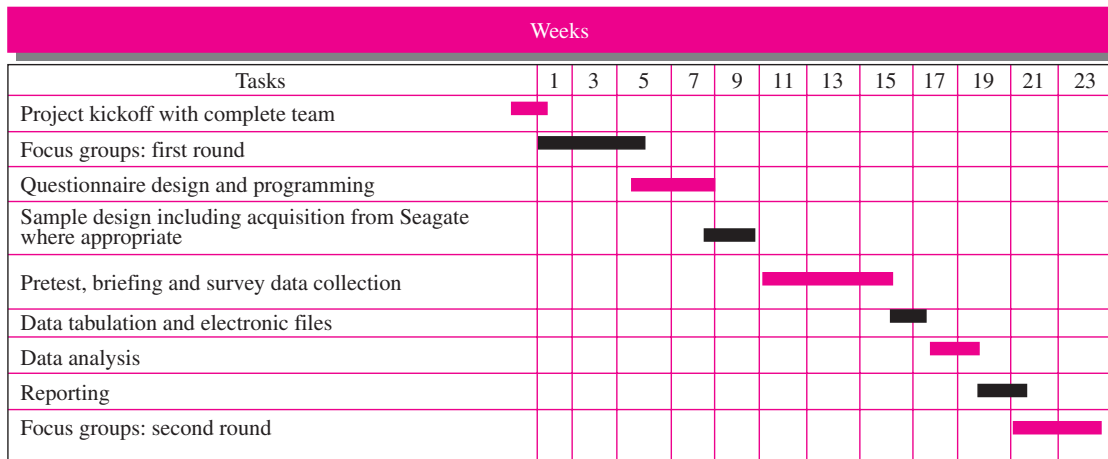 Weeks
Tasks 1 3 5 7 9 11 13 15 17 19 21 23
Project kickoff with complete team
Focus groups: first round
Questionnaire design and programming
Sample design including acquisition from Seagate
where appropriate
Pretest, briefing and survey data collection
Data tabulation and electronic files
Data analysis
Reporting
Focus groups: second round